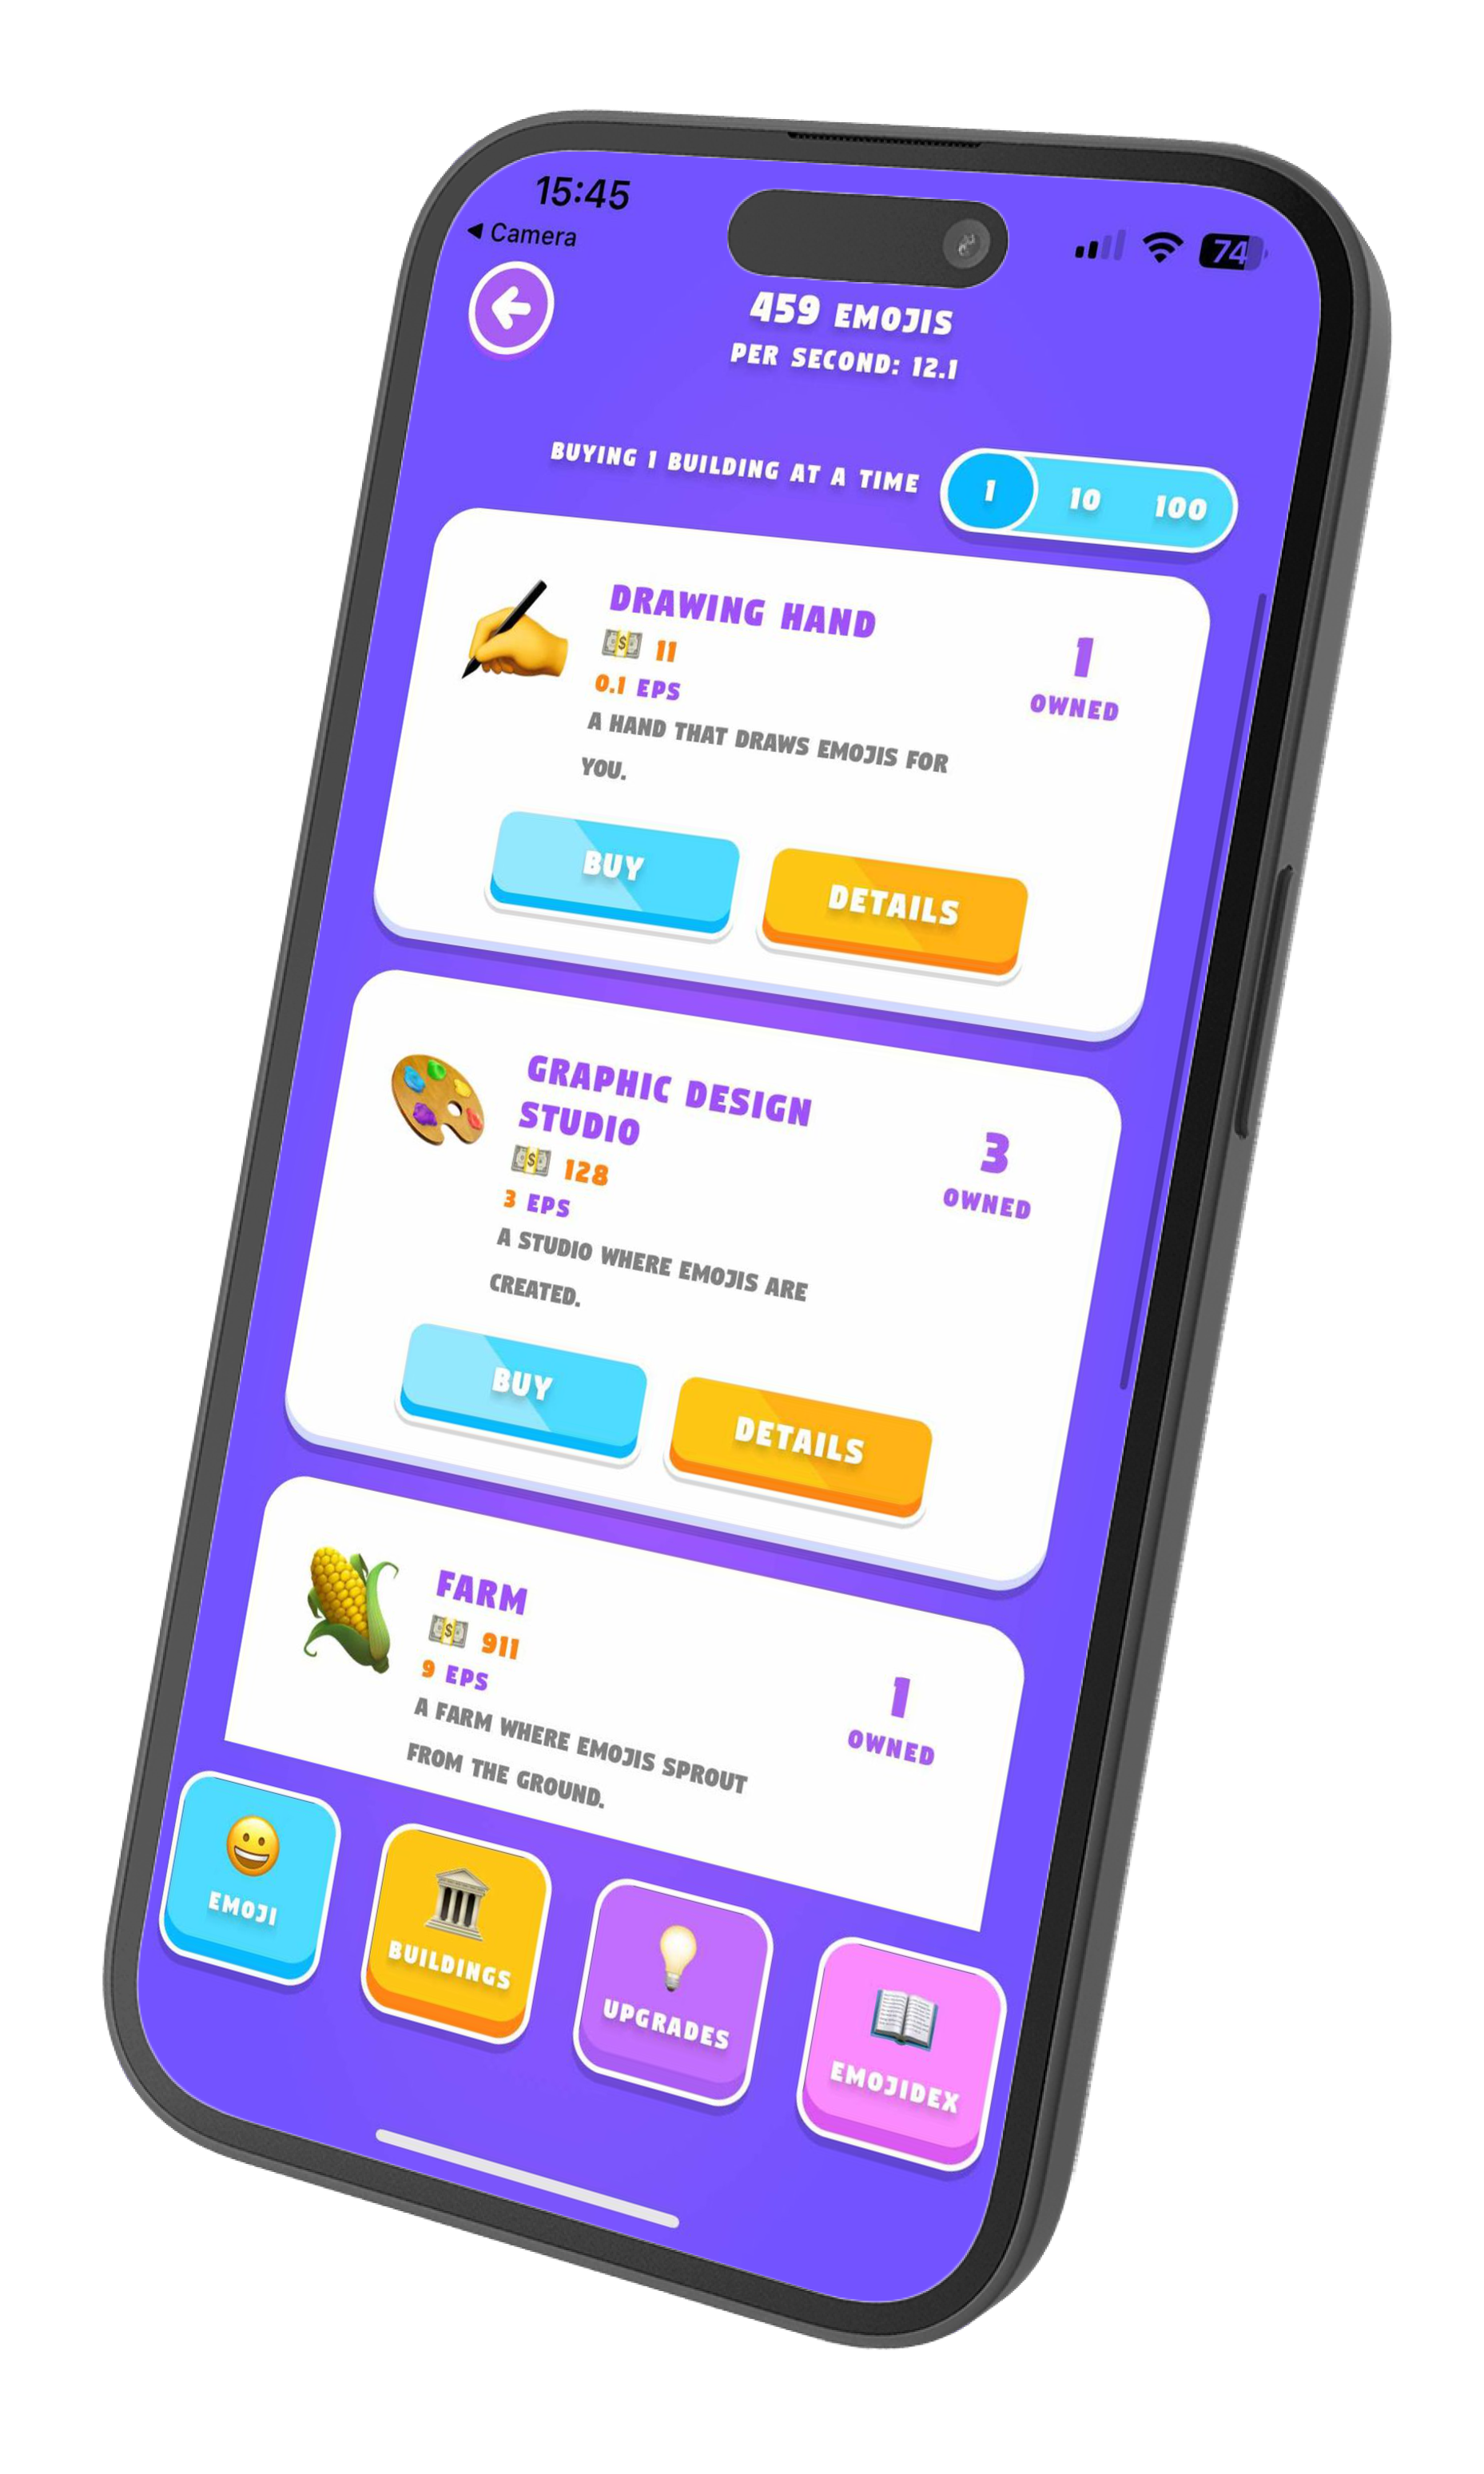 15:45
◀ Camera
74
459 EMOJIS
PER SECOND: 12.1
BUYING 1 BUILDING AT A TIME
1 10 100
DRAWING HAND
11
0.1 EPS
A HAND THAT DRAWS EMOJIS FOR
YOU.
1
OWNED
BUY
DETAILS
GRAPHIC DESIGN
STUDIO
128
3 EPS
A STUDIO WHERE EMOJIS ARE
CREATED.
3
OWNED
BUY
DETAILS
FARM
911
9 EPS
A FARM WHERE EMOJIS SPROUT
FROM THE GROUND.
1
OWNED
EMOJI
BUILDINGS
UPGRADES
EMOJIDEX